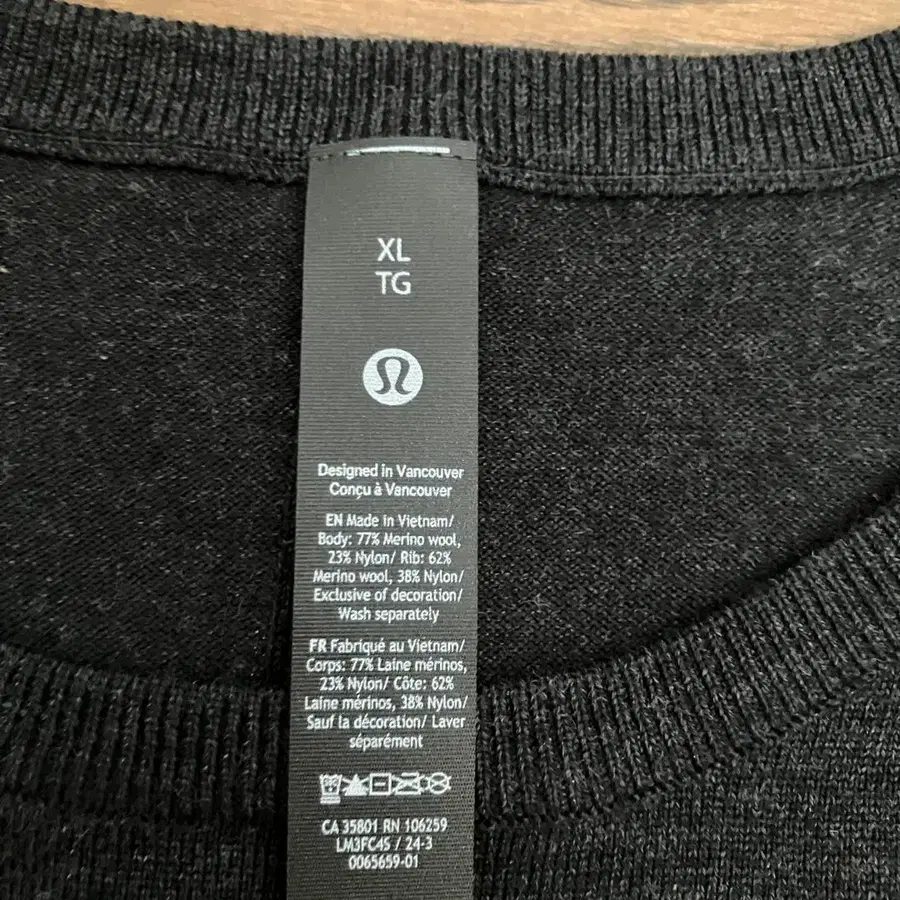 XL
TG
Designed in Vancouver
Conçu à Vancouver
EN Made in Vietnam/
Body: 77% Merino wool,
23% Nylon/ Rib: 62%
Merino wool, 38% Nylon/
Exclusive of decoration/
Wash separately
FR Fabriqué au Vietnam/
Corps: 77% Laine mérinos,
23% Nylon/ Côte: 62%
Laine mérinos, 38% Nylon/
Sauf la décoration/ Laver
séparément
CA 35801 RN 106259
LM3FC4S / 24-3
0065659-01